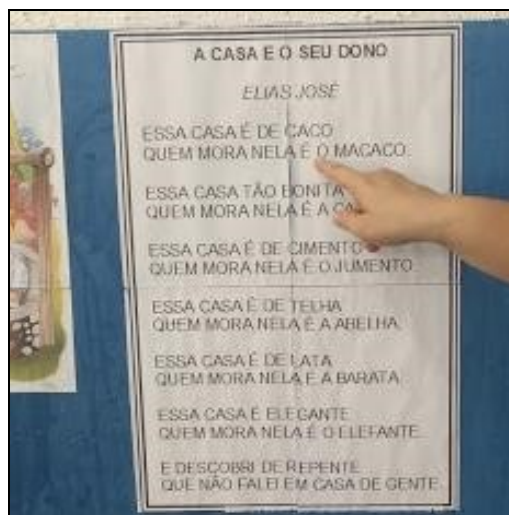 A CASA E O SEU DONO
ELIAS JOSÉ
ESSA CASA É DE CACO
QUEM MORA NELA É O MACACO.
ESSA CASA TÃO BONITA
QUEM MORA NELA É A
ESSA CASA É DE CIMENTO
QUEM MORA NELA É O JUMENTO.
ESSA CASA É DE TELHA
QUEM MORA NELA É A ABELHA.
ESSA CASA É DE LATA
QUEM MORA NELA É A BARATA.
ESSA CASA É ELEGANTE
QUEM MORA NELA É O ELEFANTE.
E DESCOBRI DE REPENTE
QUE NÃO FALEI EM CASA DE GENTE.